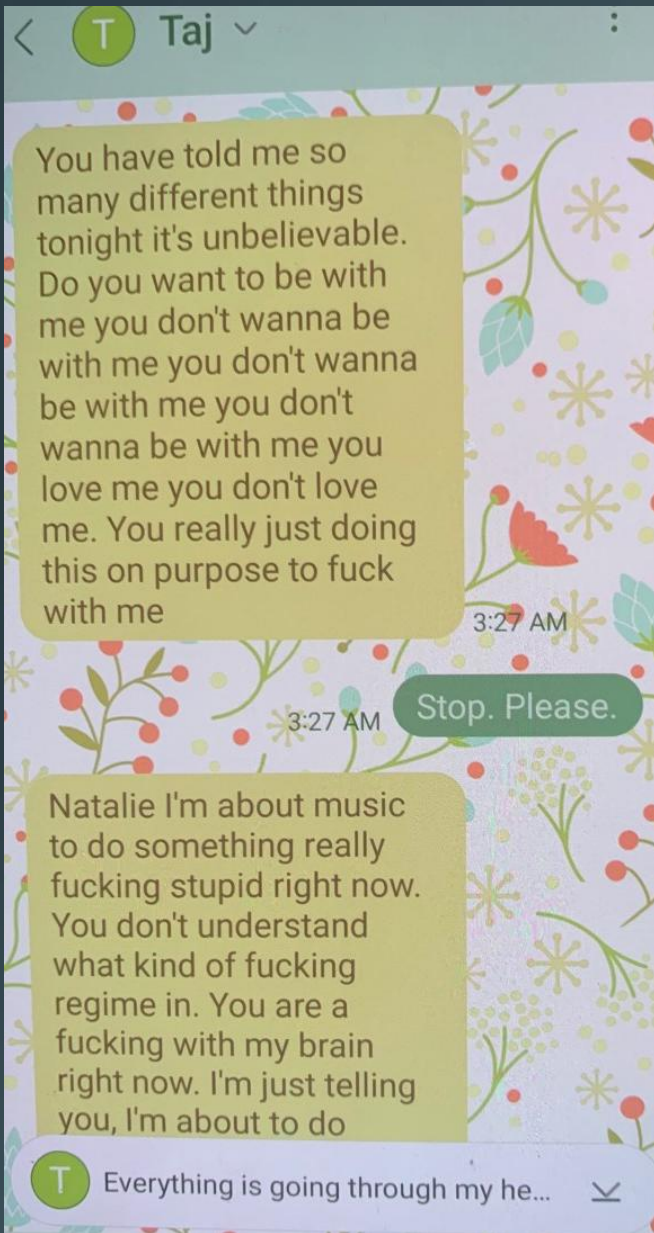 T
Taj
You have told me so
many different things
tonight it's unbelievable.
Do you want to be with
me you don't wanna be
with me you don't wanna
be with me you don't
wanna be with me you
love me you don't love
me. You really just doing
this on purpose to fuck
with me
3:27 AM
Stop. Please.
3:27 AM
Natalie I'm about music
to do something really
fucking stupid right now.
You don't understand
what kind of fucking
regime in. You are a
fucking with my brain
right now. I'm just telling
you, I'm about to do
T
Everything is going through my he...